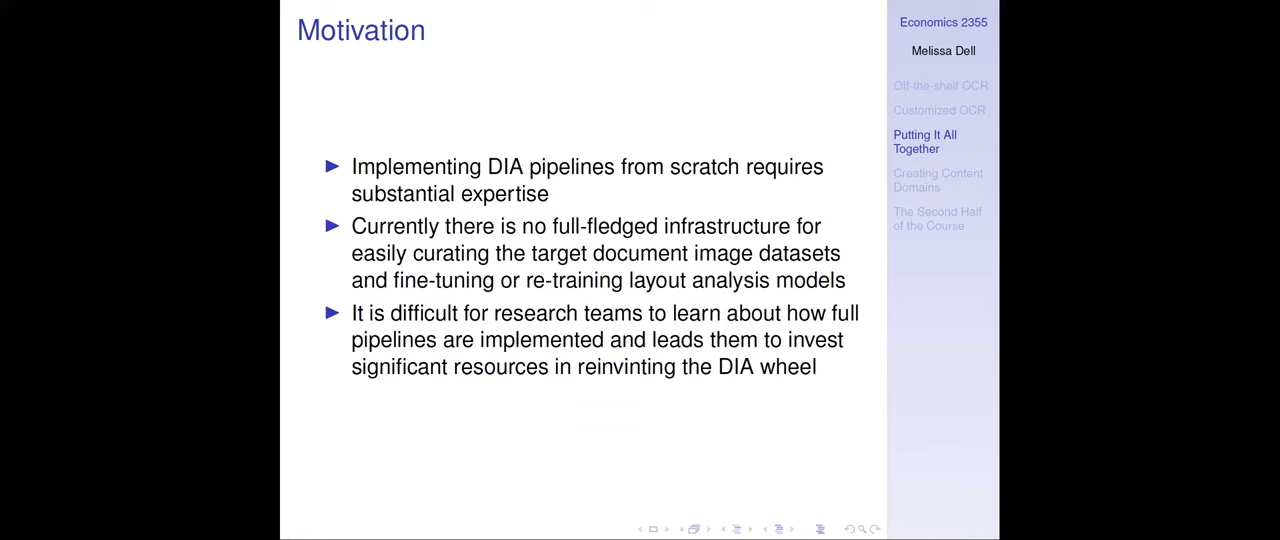 Motivation
Implementing DIA pipelines from scratch requires
substantial expertise
Currently there is no full-fledged infrastructure for
easily curating the target document image datasets
and fine-tuning or re-training layout analysis models
It is difficult for research teams to learn about how full
pipelines are implemented and leads them to invest
significant resources in reinvinting the DIA wheel
Economics 2355
Melissa Dell
Off-the-shelf OCR
Customized OCR
Putting It All
Together
Creating Content
Domains
The Second Half
of the Course